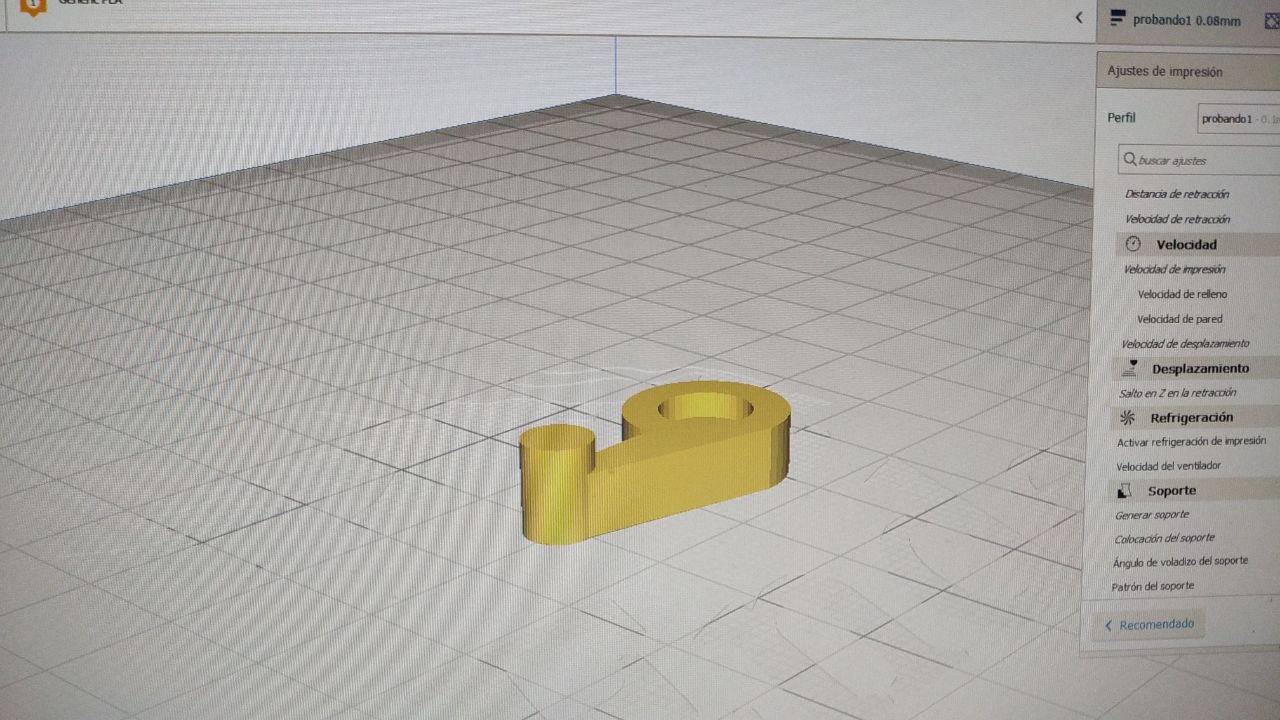 1
Generic PLA
probando1 0.08mm
Ajustes de impresión
Perfil
probando1 - 0.1
buscar ajustes
Distancia de retracción
Velocidad de retracción
Velocidad
Velocidad de impresión
Velocidad de relleno
Velocidad de pared
Velocidad de desplazamiento
Desplazamiento
Salto en Z en la retracción
Refrigeración
Activar refrigeración de impresión
Velocidad del ventilador
Soporte
Generar soporte
Colocación del soporte
Ángulo de voladizo del soporte
Patrón del soporte
Recomendado